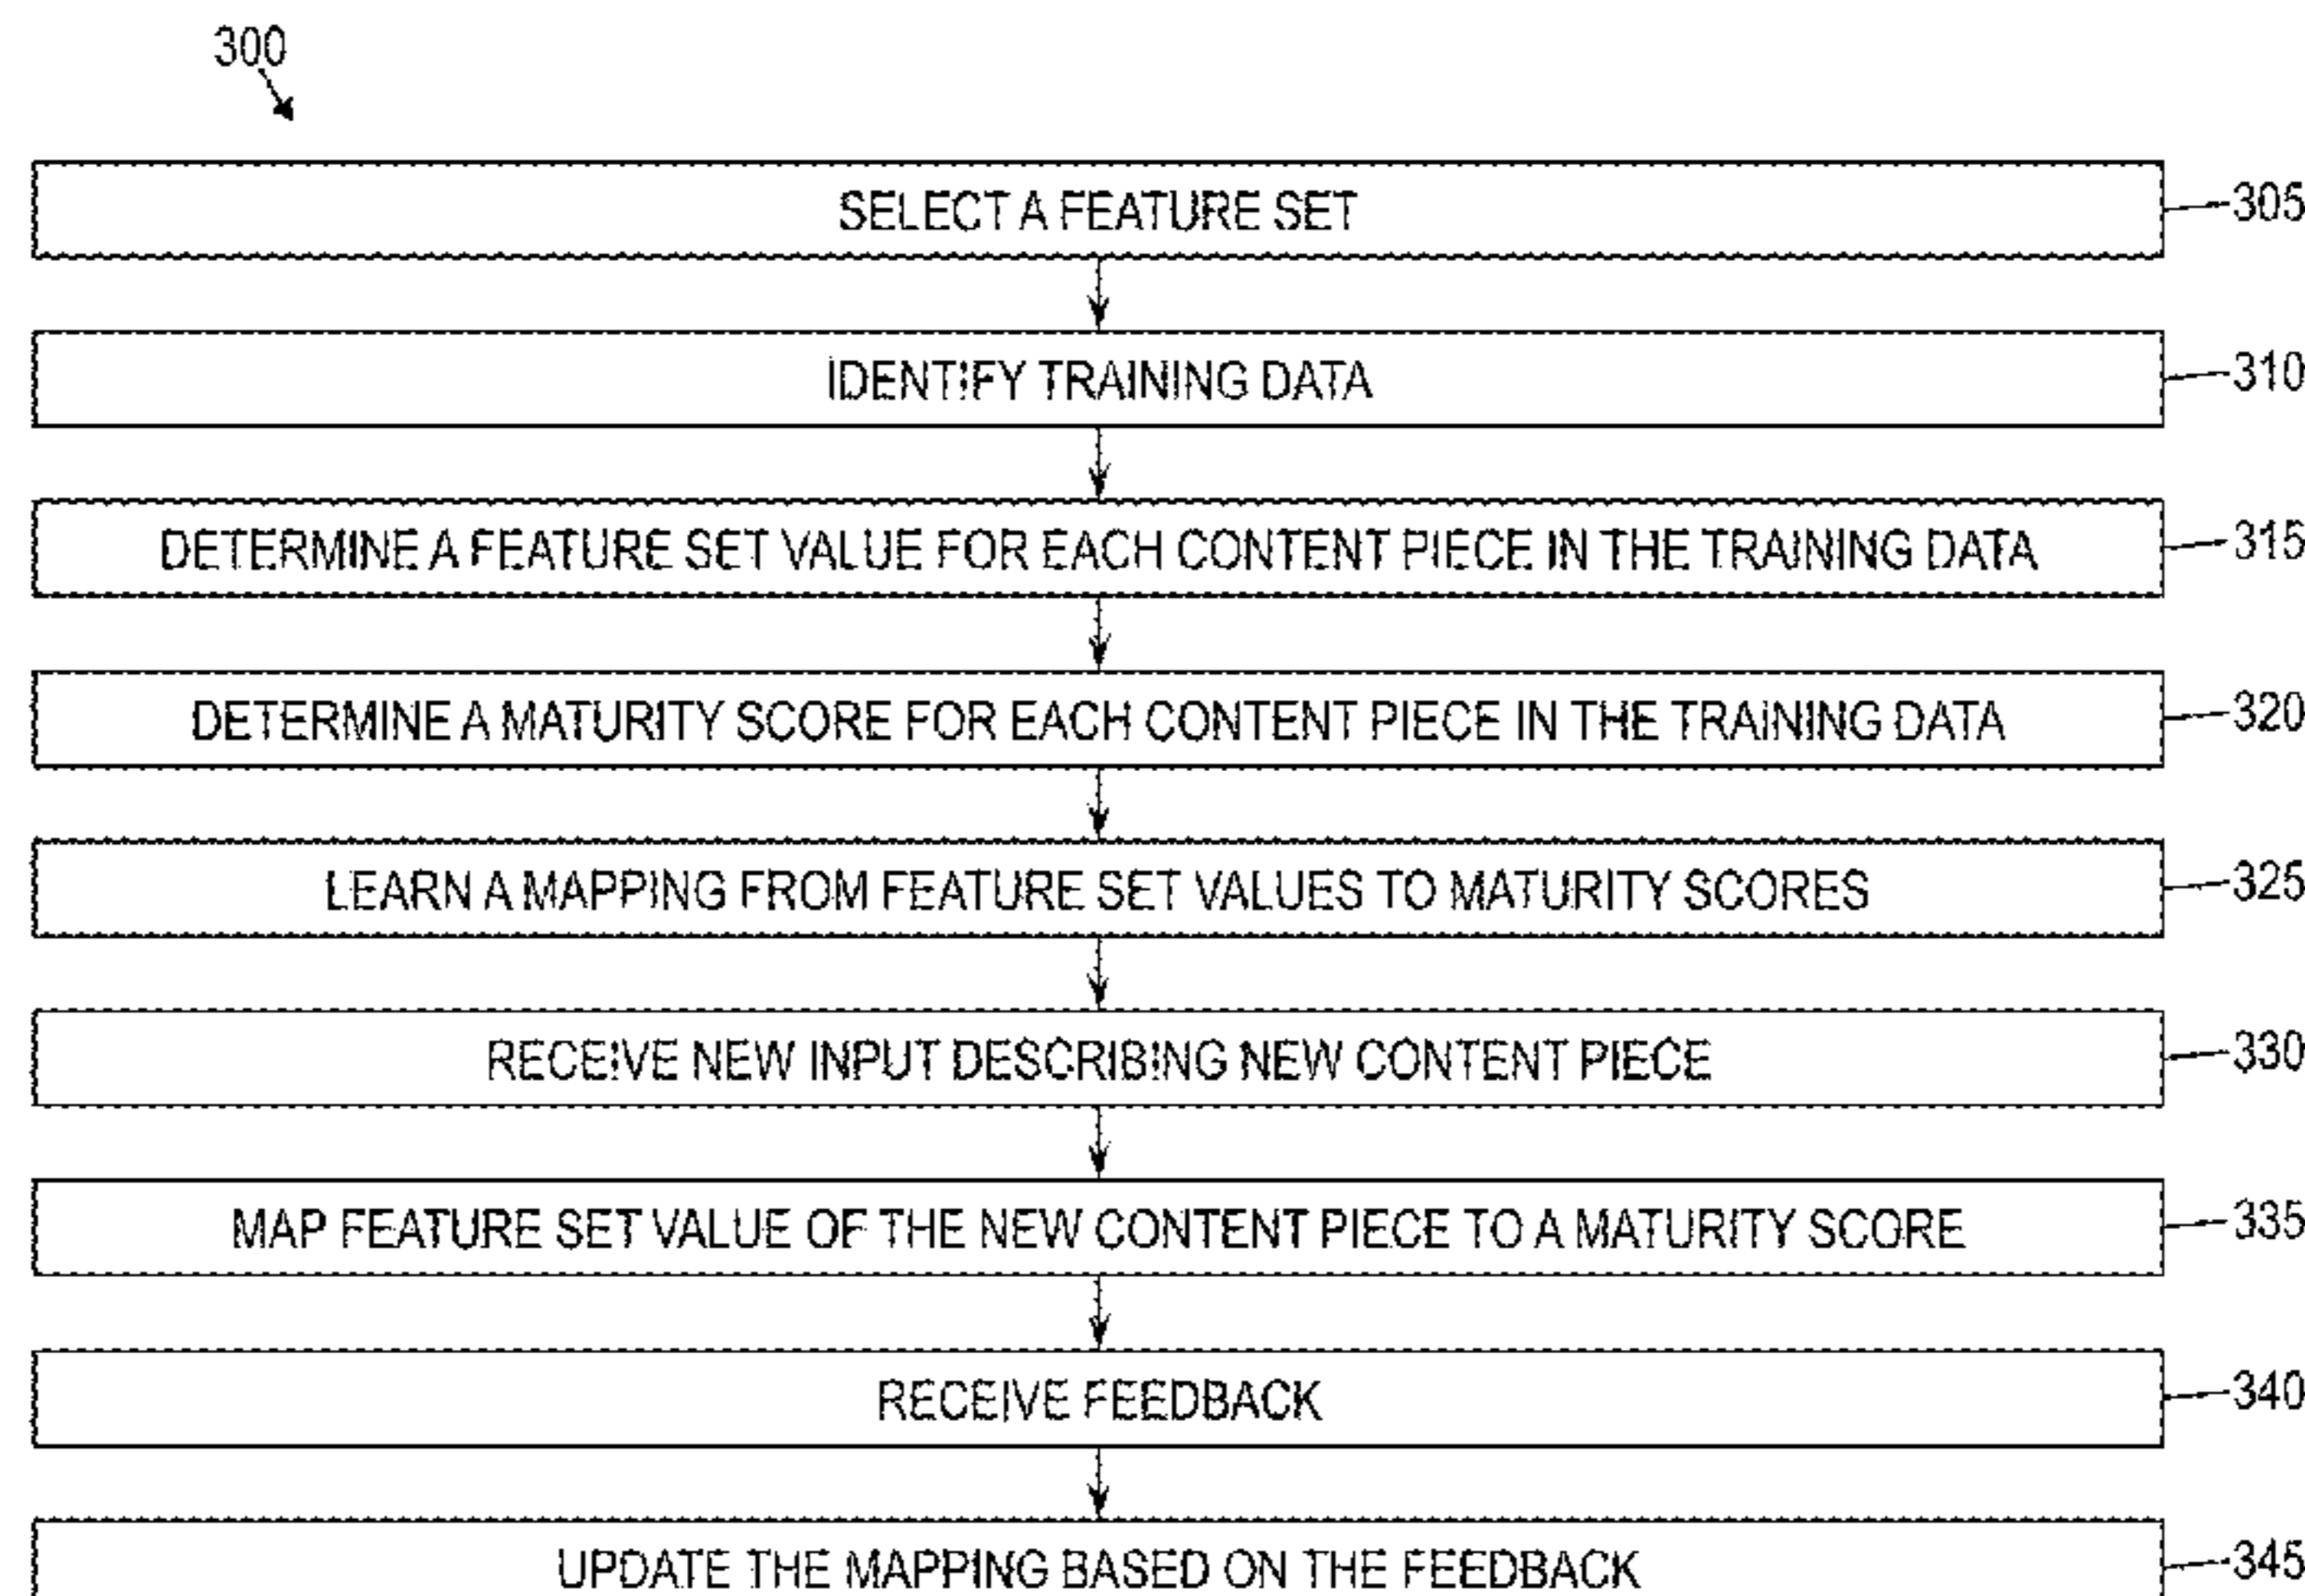 300
SELECT A FEATURE SET 305
IDENTIFY TRAINING DATA 310
DETERMINE A FEATURE SET VALUE FOR EACH CONTENT PIECE IN THE TRAINING DATA 315
DETERMINE A MATURITY SCORE FOR EACH CONTENT PIECE IN THE TRAINING DATA 320
LEARN A MAPPING FROM FEATURE SET VALUES TO MATURITY SCORES 325
RECEIVE NEW INPUT DESCRIBING NEW CONTENT PIECE 330
MAP FEATURE SET VALUE OF THE NEW CONTENT PIECE TO A MATURITY SCORE 335
RECEIVE FEEDBACK 340
UPDATE THE MAPPING BASED ON THE FEEDBACK 345